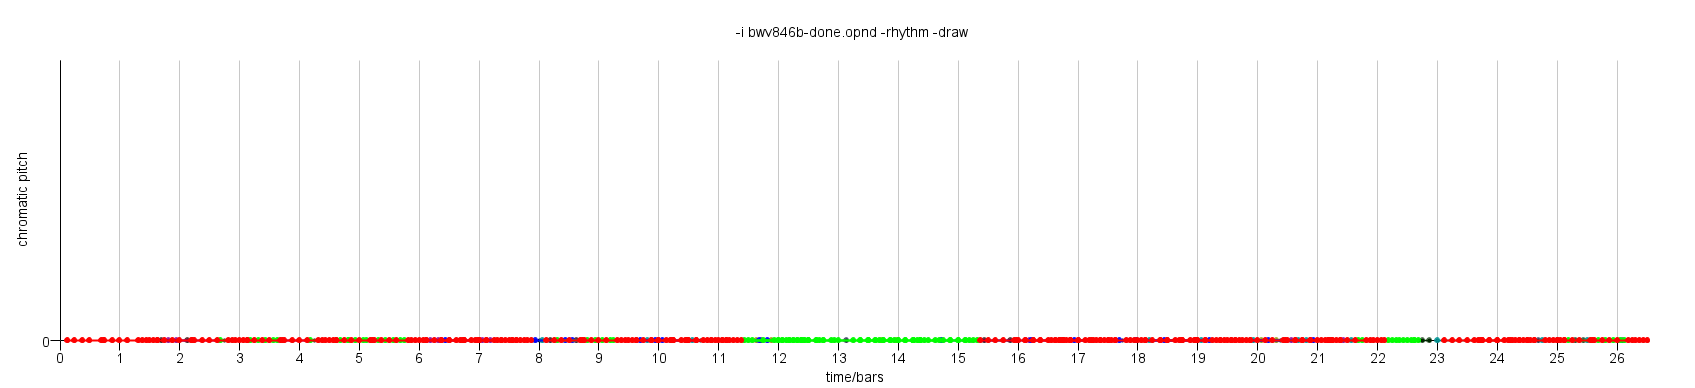 -i bwv846b-done.opnd -rhythm -draw
chromatic pitch
0
0 1 2 3 4 5 6 7 8 9 10 11 12 13 14 15 16 17 18 19 20 21 22 23 24 25 26
time/bars